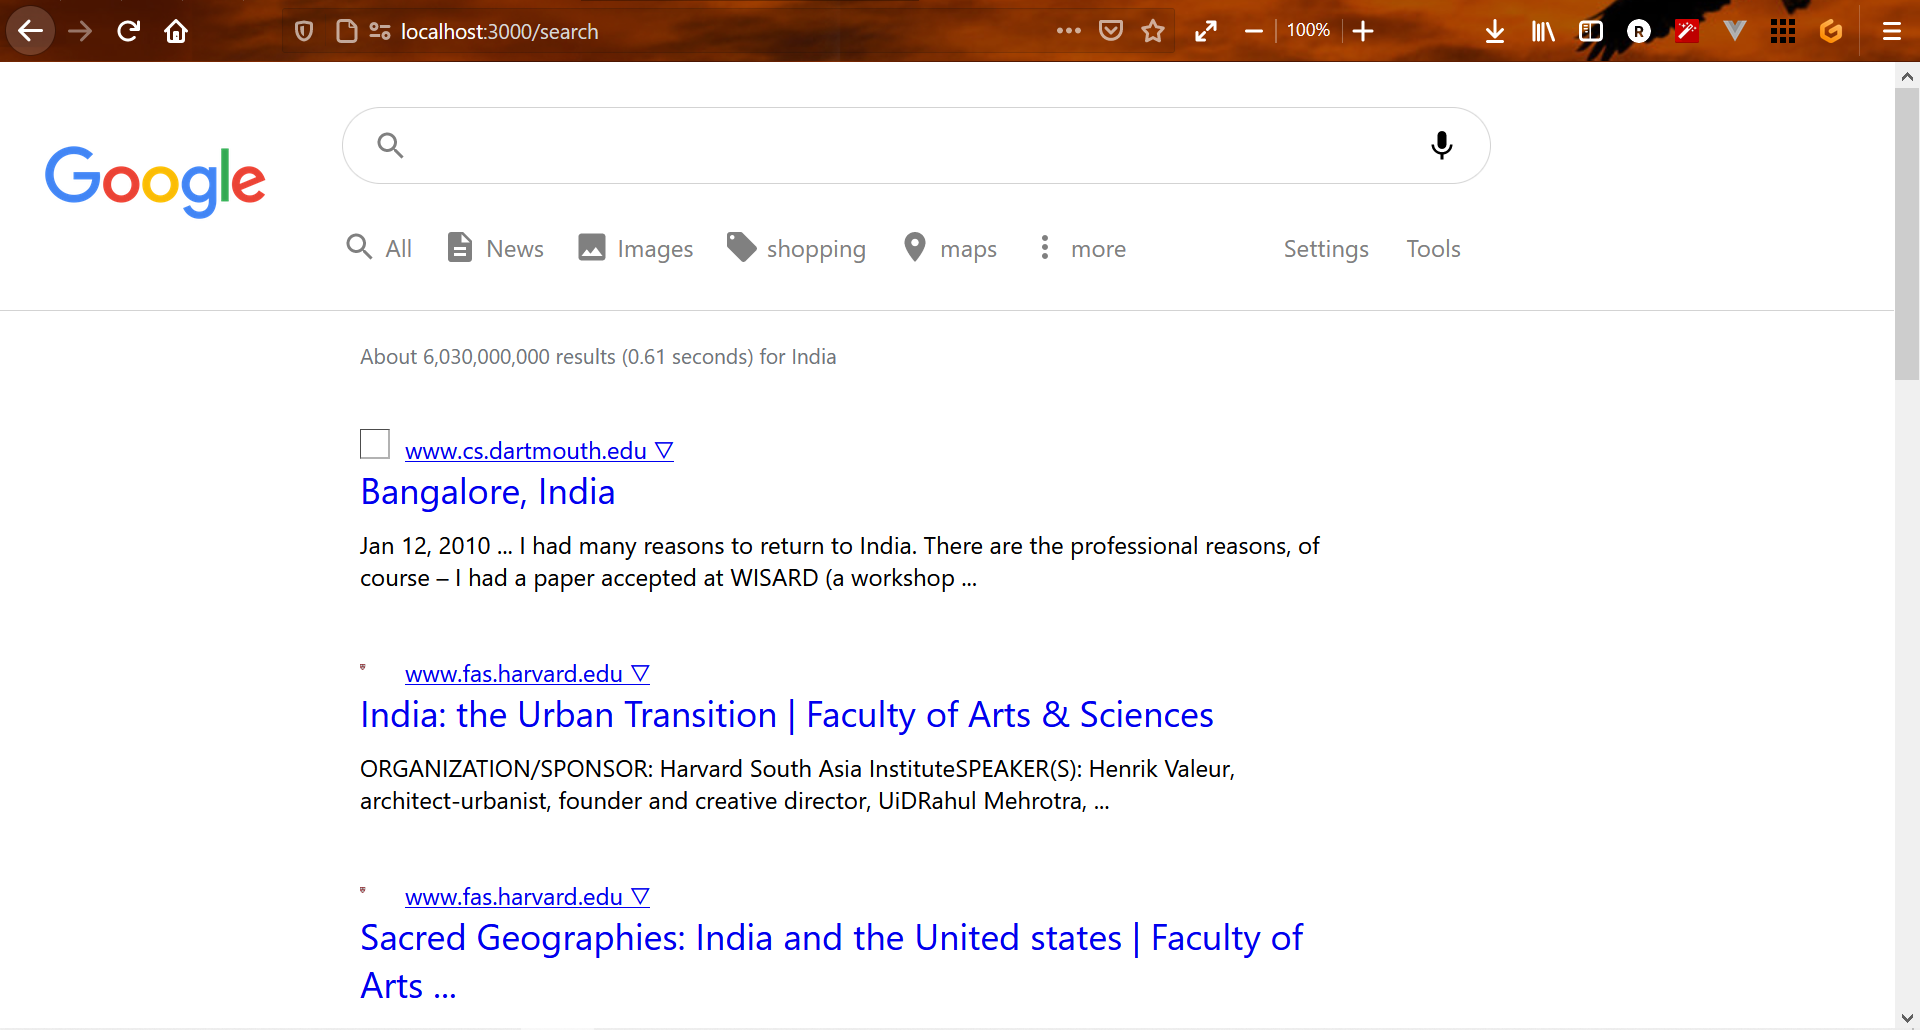 localhost:3000/search
100%
Google
All News Images shopping maps more Settings Tools
About 6,030,000,000 results (0.61 seconds) for India
www.cs.dartmouth.edu ▽
Bangalore, India
Jan 12, 2010 ... I had many reasons to return to India. There are the professional reasons, of
course – I had a paper accepted at WISARD (a workshop ...
www.fas.harvard.edu ▽
India: the Urban Transition | Faculty of Arts & Sciences
ORGANIZATION/SPONSOR: Harvard South Asia InstituteSPEAKER(S): Henrik Valeur,
architect-urbanist, founder and creative director, UiDRahul Mehrotra, ...
www.fas.harvard.edu ▽
Sacred Geographies: India and the United states | Faculty of
Arts ...